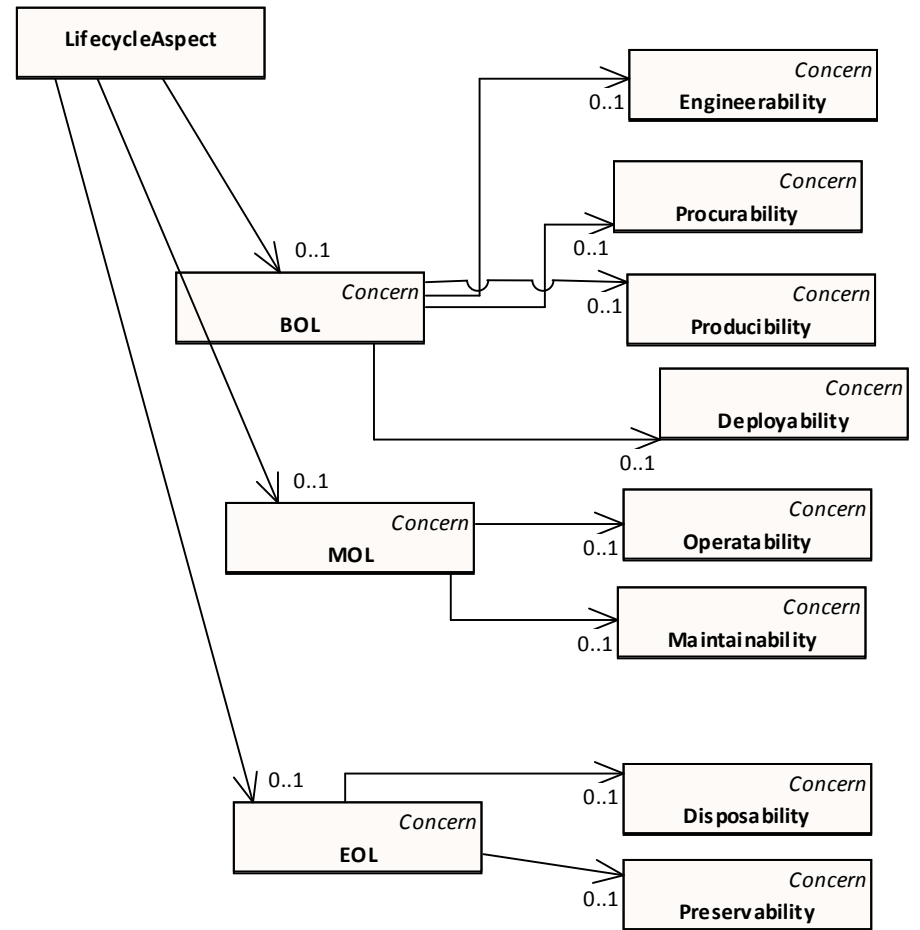 LifecycleAspect
Concern
Engineerability
0..1
Concern
Procurability
0..1
Concern
Producibility
0..1
0..1
Concern
BOL
Concern
Deployability
0..1
0..1
Concern
MOL
Concern
Operatability
0..1
Concern
Maintainability
0..1
0..1
Concern
EOL
Concern
Disposability
0..1
Concern
Preservability
0..1